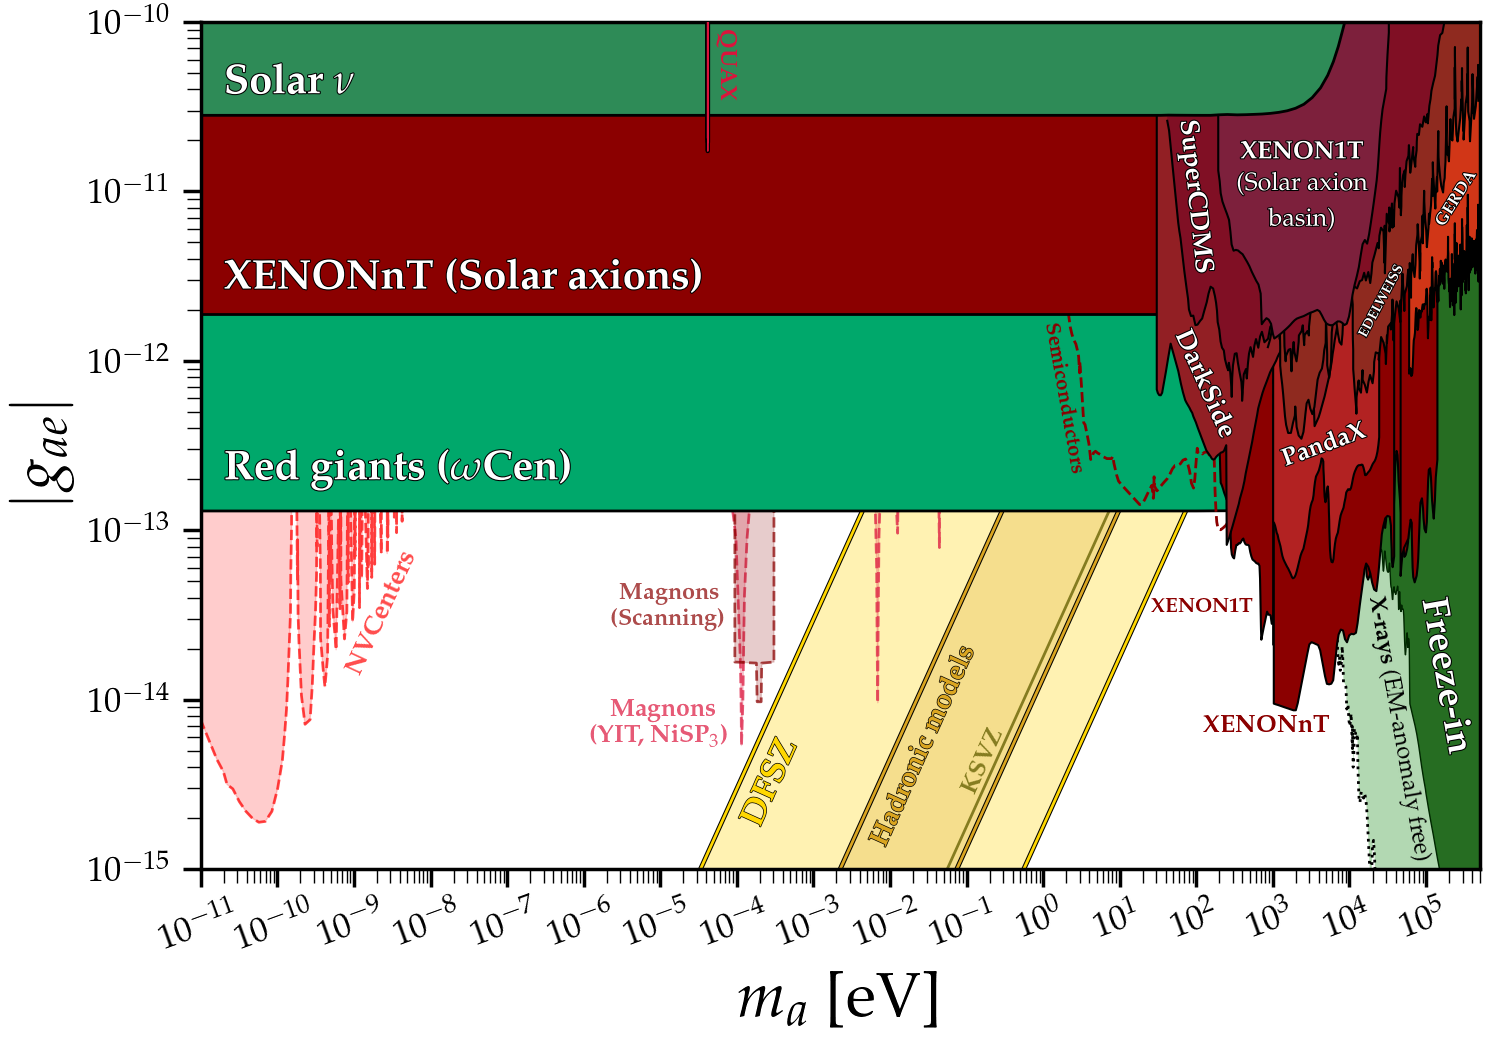 10⁻¹⁰
10⁻¹¹
10⁻¹²
10⁻¹³
10⁻¹⁴
10⁻¹⁵
|gₐₑ|
Solar ν
QUAX
XENONnT (Solar axions)
Red giants (ωCen)
SuperCDMS
XENON1T
(Solar axion
basin)
GERDA
EDELWEISS
Semiconductors
DarkSide
PandaX
NVCenters
Magnons
(Scanning)
Magnons
(YIT, NiSP₃)
DFSZ
Hadronic models
KSVZ
XENON1T
XENONnT
X-rays (EM-anomaly free)
Freeze-in
10⁻¹¹
10⁻¹⁰
10⁻⁹
10⁻⁸
10⁻⁷
10⁻⁶
10⁻⁵
10⁻⁴
10⁻³
10⁻²
10⁻¹
10⁰
10¹
10²
10³
10⁴
10⁵
mₐ [eV]